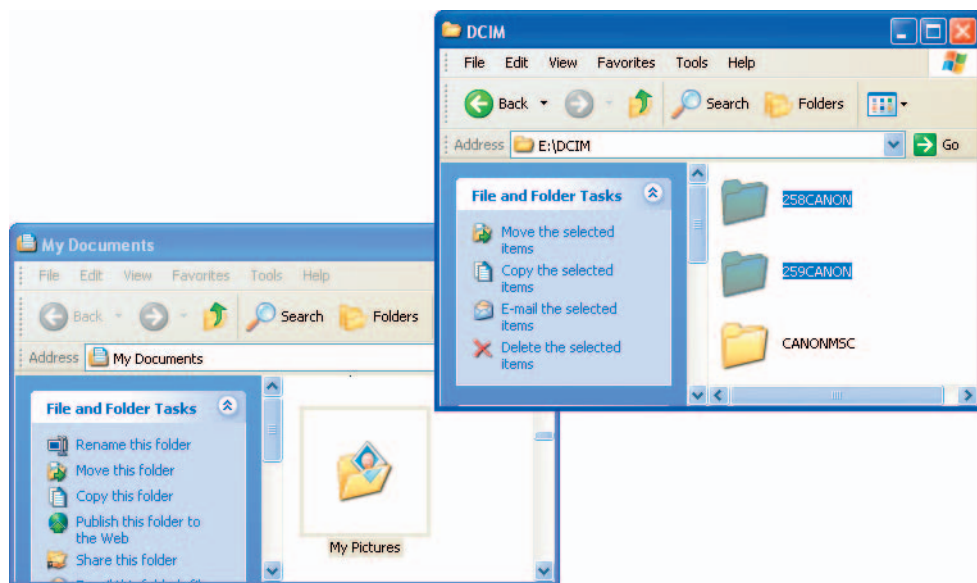 DCIM
File Edit View Favorites Tools Help
Back Search Folders
Address E:\DCIM Go
File and Folder Tasks
Move the selected
items
Copy the selected
items
E-mail the selected
items
Delete the selected
items
258CANON
259CANON
CANONMSC
My Documents
File Edit View Favorites Tools Help
Back Search Folders
Address My Documents
File and Folder Tasks
Rename this folder
Move this folder
Copy this folder
Publish this folder to
the Web
Share this folder
My Pictures